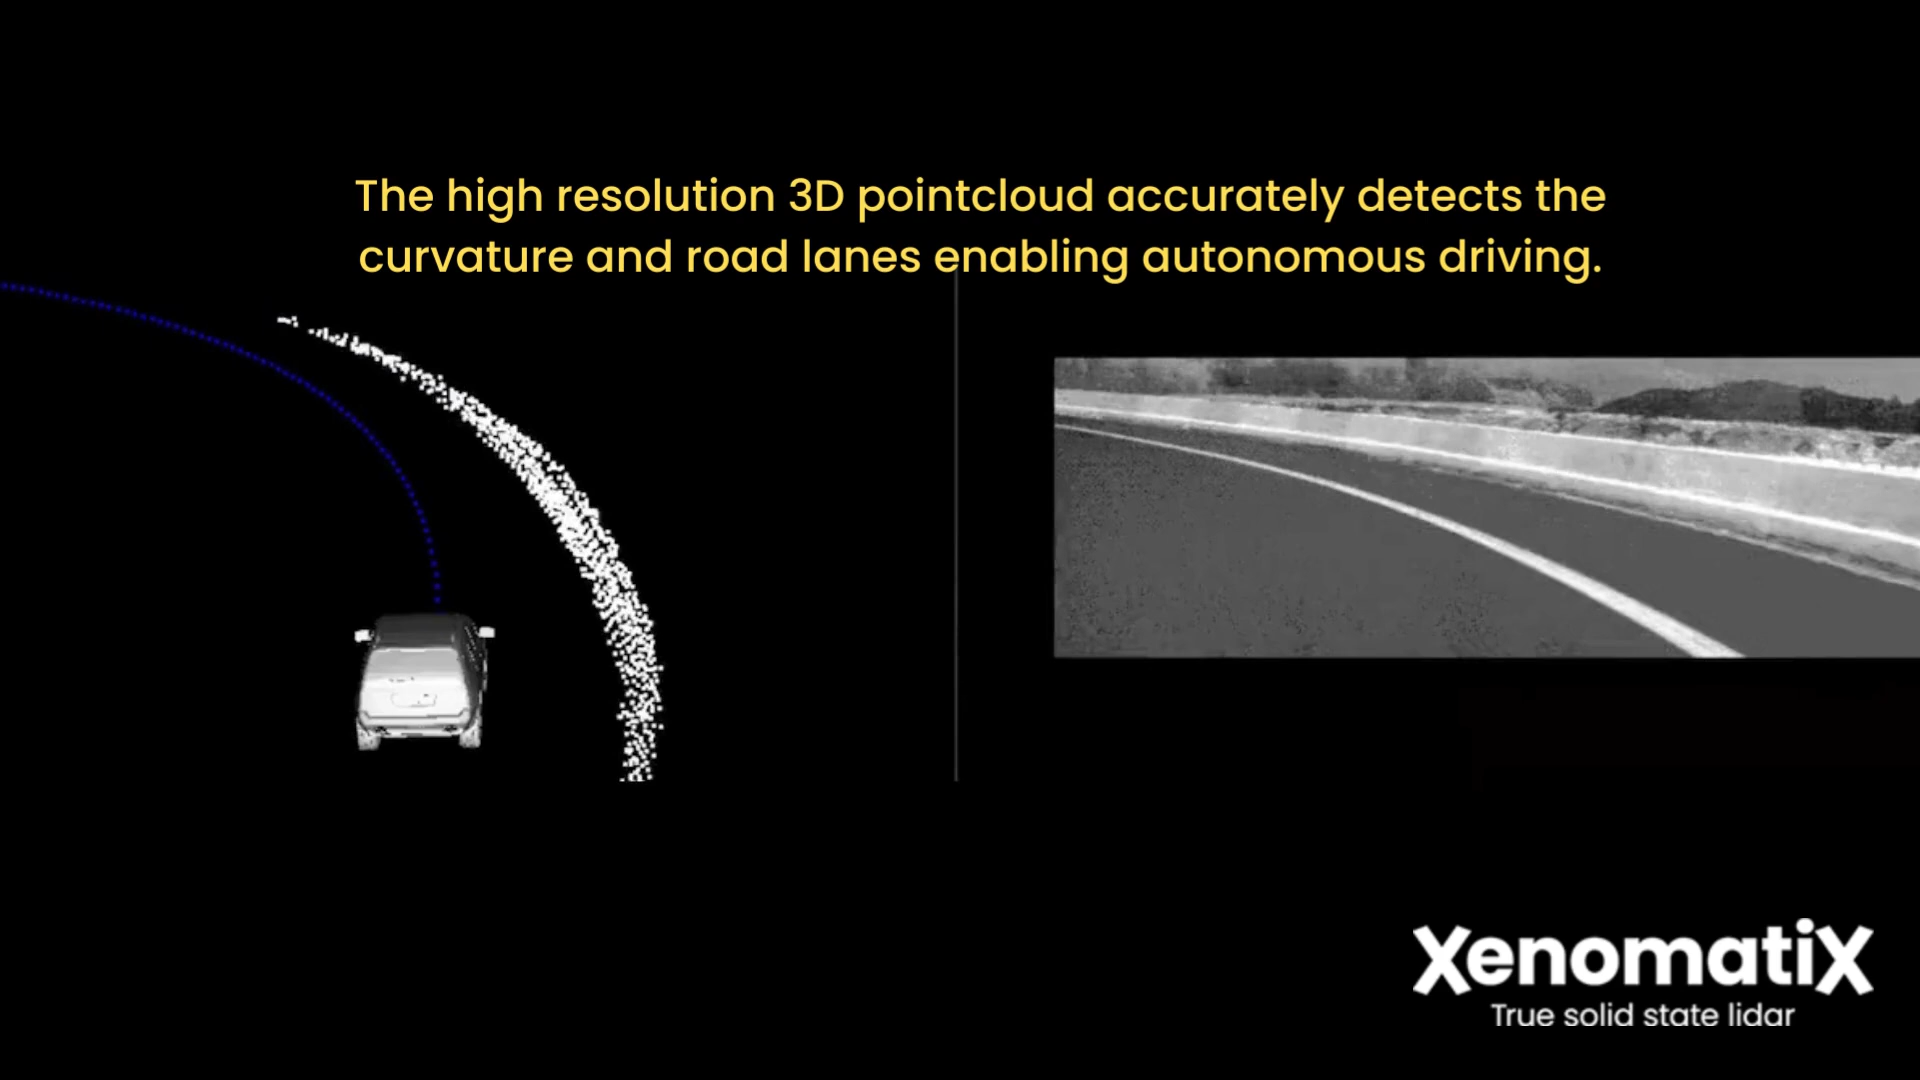 The high resolution 3D pointcloud accurately detects the
curvature and road lanes enabling autonomous driving.
XenomatiX
True solid state lidar